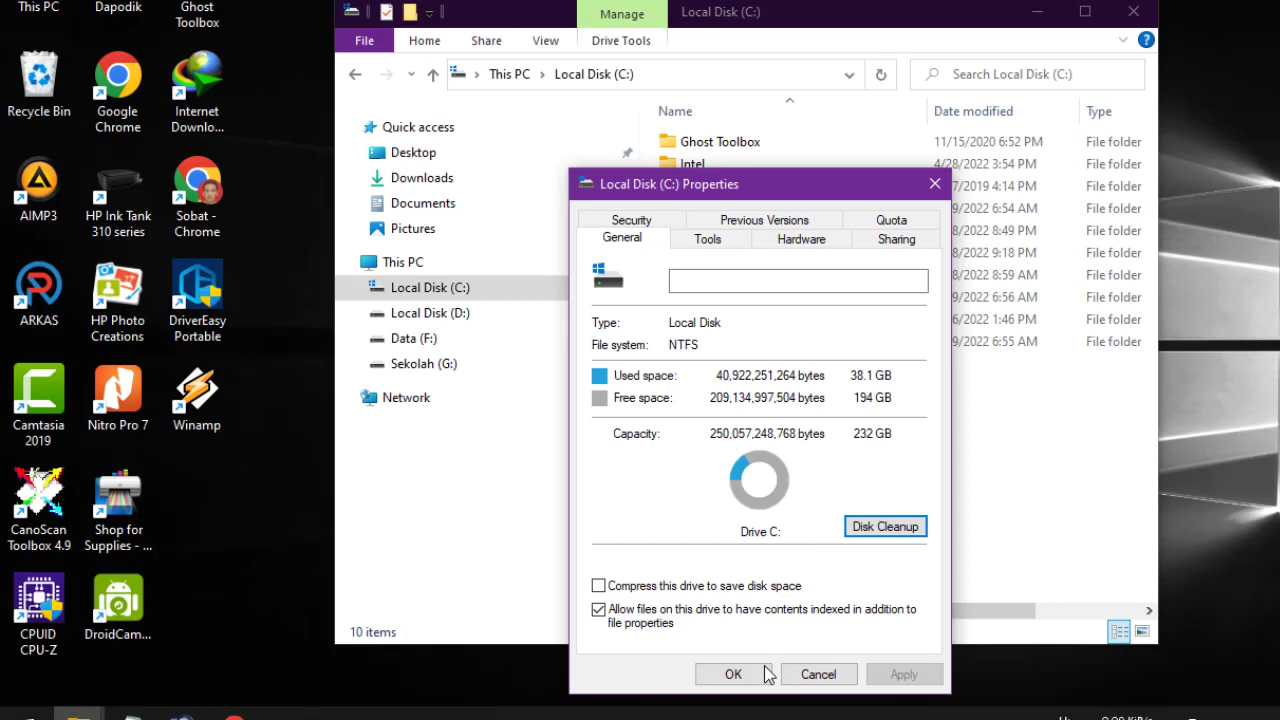 This PC
Dapodik
Ghost
Toolbox
Recycle Bin
Google
Chrome
Internet
Downlo...
AIMP3
HP Ink Tank
310 series
Sobat -
Chrome
ARKAS
HP Photo
Creations
DriverEasy
Portable
Camtasia
2019
Nitro Pro 7
Winamp
CanoScan
Toolbox 4.9
Shop for
Supplies - ...
CPUID
CPU-Z
DroidCam...
Manage
Local Disk (C:)
File
Home
Share
View
Drive Tools
This PC
Local Disk (C:)
Search Local Disk (C:)
Name
Date modified
Type
Quick access
Desktop
Downloads
Documents
Pictures
This PC
Local Disk (C:)
Local Disk (D:)
Data (F:)
Sekolah (G:)
Network
Ghost Toolbox
11/15/2020 6:52 PM
File folder
Intel
4/28/2022 3:54 PM
File folder
7/2019 4:14 PM
File folder
9/2022 6:54 AM
File folder
8/2022 8:49 PM
File folder
8/2022 9:18 PM
File folder
8/2022 8:59 AM
File folder
9/2022 6:56 AM
File folder
6/2022 1:46 PM
File folder
9/2022 6:55 AM
File folder
10 items
Local Disk (C:) Properties
Security
Previous Versions
Quota
General
Tools
Hardware
Sharing
Type:
Local Disk
File system:
NTFS
Used space:
40,922,251,264 bytes
38.1 GB
Free space:
209,134,997,504 bytes
194 GB
Capacity:
250,057,248,768 bytes
232 GB
Drive C:
Disk Cleanup
Compress this drive to save disk space
Allow files on this drive to have contents indexed in addition to
file properties
OK
Cancel
Apply